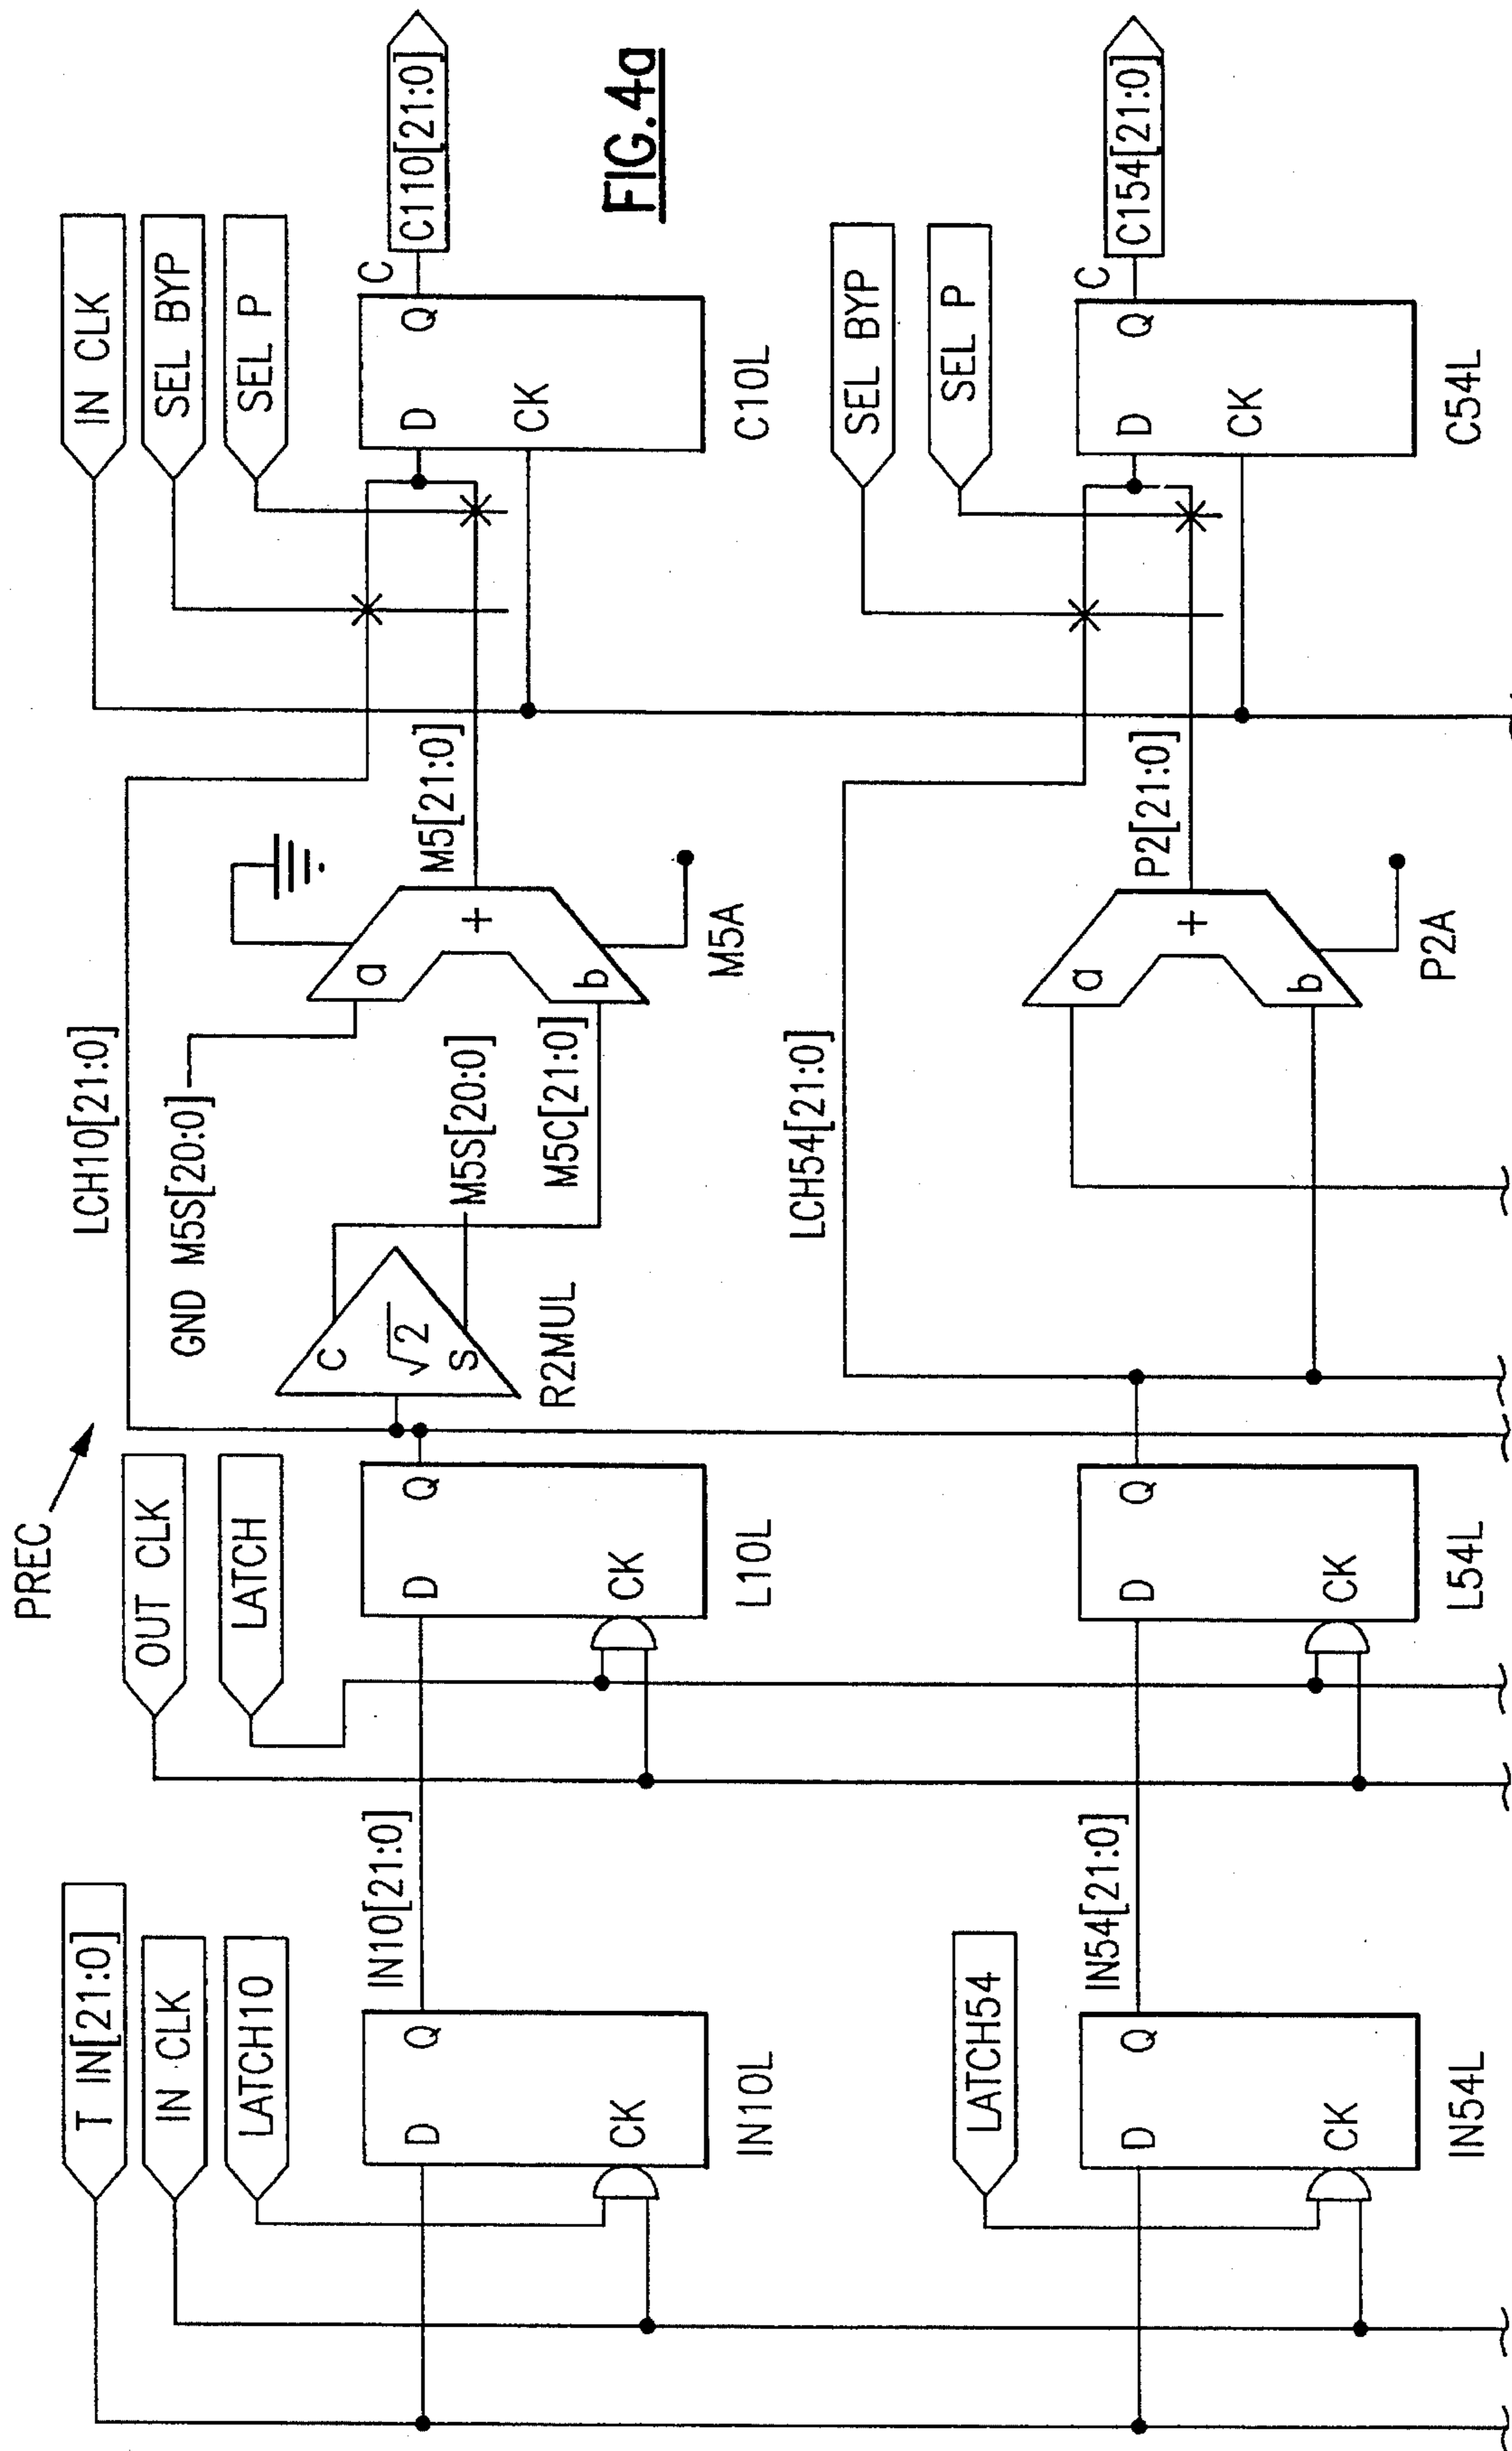 PREC
T IN[21:0]
IN CLK
LATCH10
D
Q
CK
IN10L
IN10[21:0]
OUT CLK
LATCH
D
Q
CK
L10L
LCH10[21:0]
GND M5S[20:0]
C
√2
S
R2MUL
M5S[20:0]
M5C[21:0]
a
+
b
M5A
M5[21:0]
IN CLK
SEL BYP
SEL P
D
Q
CK
C
C10L
C110[21:0]
FIG.4a
LATCH54
D
Q
CK
IN54L
IN54[21:0]
D
Q
CK
L54L
LCH54[21:0]
a
+
b
P2A
P2[21:0]
SEL BYP
SEL P
D
Q
CK
C
C54L
C154[21:0]